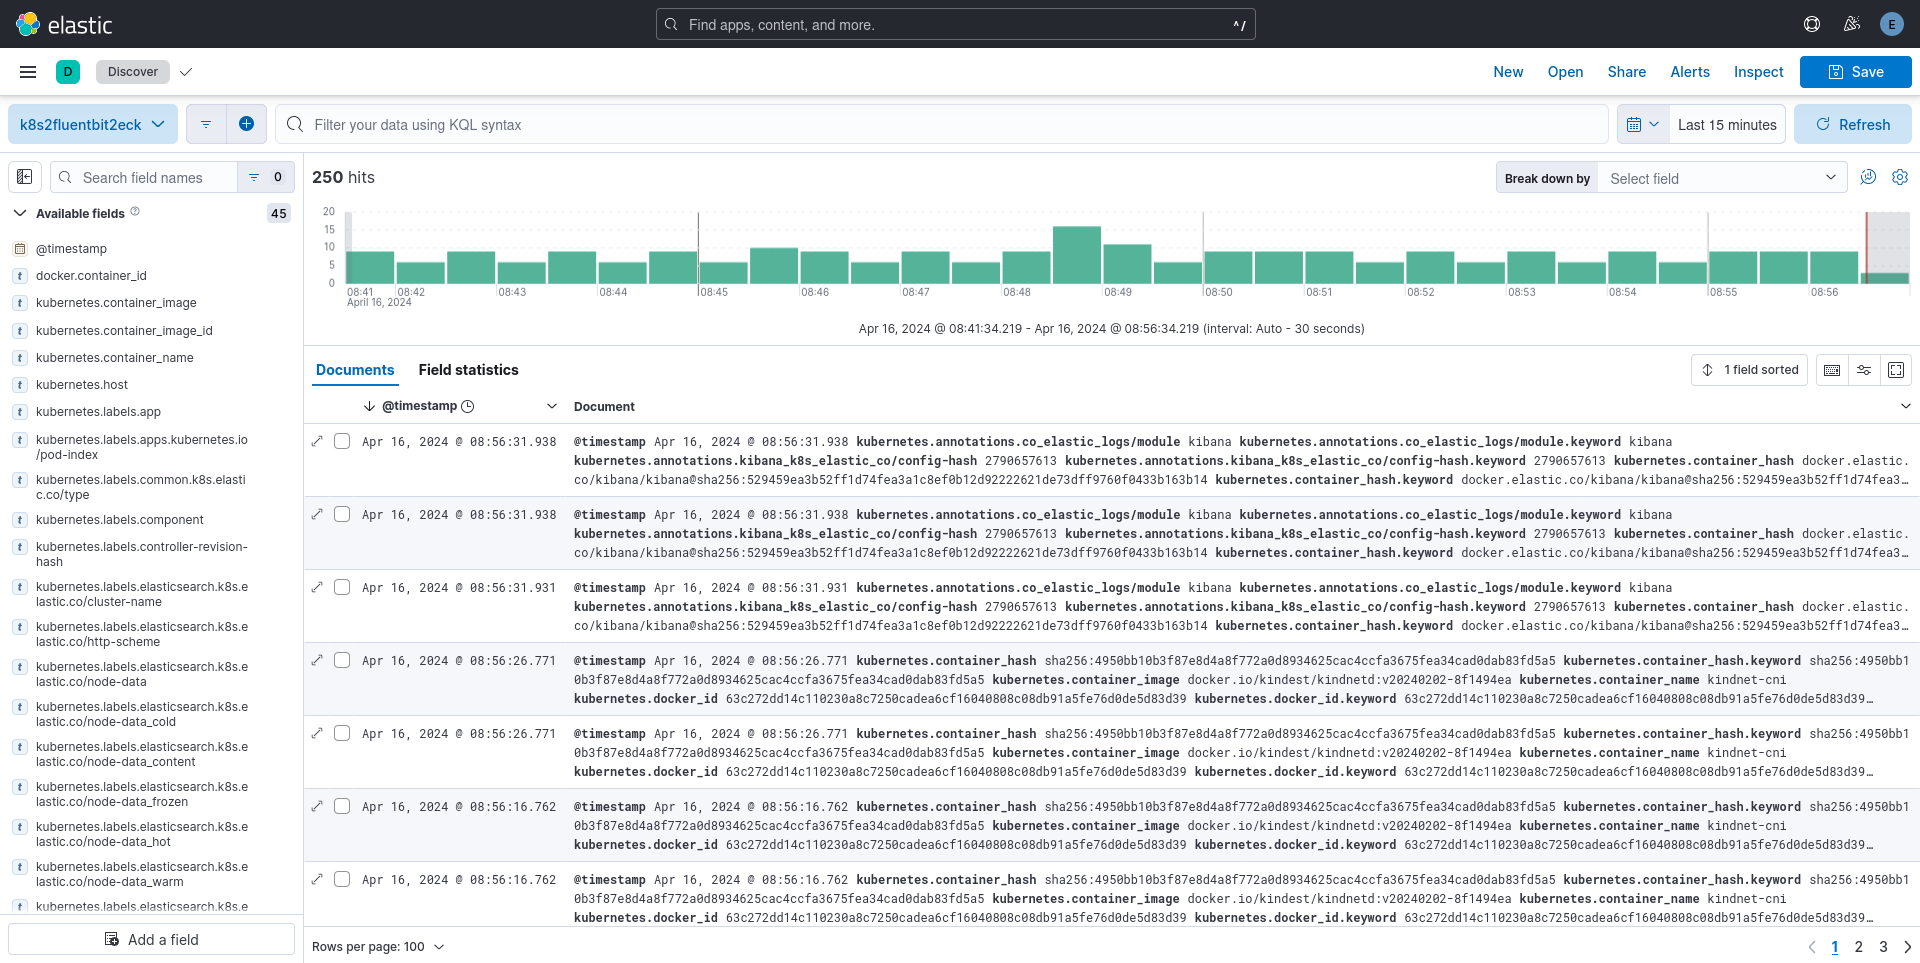 elastic
Find apps, content, and more.
^/
E
D
Discover
New
Open
Share
Alerts
Inspect
Save
k8s2fluentbit2eck
Filter your data using KQL syntax
Last 15 minutes
Refresh
Search field names
0
Available fields
45
@timestamp
docker.container_id
kubernetes.container_image
kubernetes.container_image_id
kubernetes.container_name
kubernetes.host
kubernetes.labels.app
kubernetes.labels.apps.kubernetes.io
/pod-index
kubernetes.labels.common.k8s.elasti
c.co/type
kubernetes.labels.component
kubernetes.labels.controller-revision-
hash
kubernetes.labels.elasticsearch.k8s.e
lastic.co/cluster-name
kubernetes.labels.elasticsearch.k8s.e
lastic.co/http-scheme
kubernetes.labels.elasticsearch.k8s.e
lastic.co/node-data
kubernetes.labels.elasticsearch.k8s.e
lastic.co/node-data_cold
kubernetes.labels.elasticsearch.k8s.e
lastic.co/node-data_content
kubernetes.labels.elasticsearch.k8s.e
lastic.co/node-data_frozen
kubernetes.labels.elasticsearch.k8s.e
lastic.co/node-data_hot
kubernetes.labels.elasticsearch.k8s.e
lastic.co/node-data_warm
kubernetes.labels.elasticsearch.k8s.e
Add a field
250 hits
Break down by
Select field
20
15
10
5
0
08:41 08:42 08:43 08:44 08:45 08:46 08:47 08:48 08:49 08:50 08:51 08:52 08:53 08:54 08:55 08:56
April 16, 2024
Apr 16, 2024 @ 08:41:34.219 - Apr 16, 2024 @ 08:56:34.219 (interval: Auto - 30 seconds)
Documents
Field statistics
1 field sorted
@timestamp
Document
Apr 16, 2024 @ 08:56:31.938
@timestamp Apr 16, 2024 @ 08:56:31.938 kubernetes.annotations.co_elastic_logs/module kibana kubernetes.annotations.co_elastic_logs/module.keyword kibana
kubernetes.annotations.kibana_k8s_elastic_co/config-hash 2790657613 kubernetes.annotations.kibana_k8s_elastic_co/config-hash.keyword 2790657613 kubernetes.container_hash docker.elastic.
co/kibana/kibana@sha256:529459ea3b52ff1d74fea3a1c8ef0b12d92222621de73dff9760f0433b163b14 kubernetes.container_hash.keyword docker.elastic.co/kibana/kibana@sha256:529459ea3b52ff1d74fea3…
Apr 16, 2024 @ 08:56:31.938
@timestamp Apr 16, 2024 @ 08:56:31.938 kubernetes.annotations.co_elastic_logs/module kibana kubernetes.annotations.co_elastic_logs/module.keyword kibana
kubernetes.annotations.kibana_k8s_elastic_co/config-hash 2790657613 kubernetes.annotations.kibana_k8s_elastic_co/config-hash.keyword 2790657613 kubernetes.container_hash docker.elastic.
co/kibana/kibana@sha256:529459ea3b52ff1d74fea3a1c8ef0b12d92222621de73dff9760f0433b163b14 kubernetes.container_hash.keyword docker.elastic.co/kibana/kibana@sha256:529459ea3b52ff1d74fea3…
Apr 16, 2024 @ 08:56:31.931
@timestamp Apr 16, 2024 @ 08:56:31.931 kubernetes.annotations.co_elastic_logs/module kibana kubernetes.annotations.co_elastic_logs/module.keyword kibana
kubernetes.annotations.kibana_k8s_elastic_co/config-hash 2790657613 kubernetes.annotations.kibana_k8s_elastic_co/config-hash.keyword 2790657613 kubernetes.container_hash docker.elastic.
co/kibana/kibana@sha256:529459ea3b52ff1d74fea3a1c8ef0b12d92222621de73dff9760f0433b163b14 kubernetes.container_hash.keyword docker.elastic.co/kibana/kibana@sha256:529459ea3b52ff1d74fea3…
Apr 16, 2024 @ 08:56:26.771
@timestamp Apr 16, 2024 @ 08:56:26.771 kubernetes.container_hash sha256:4950bb10b3f87e8d4a8f772a0d8934625cac4ccfa3675fea34cad0dab83fd5a5 kubernetes.container_hash.keyword sha256:4950bb1
0b3f87e8d4a8f772a0d8934625cac4ccfa3675fea34cad0dab83fd5a5 kubernetes.container_image docker.io/kindest/kindnetd:v20240202-8f1494ea kubernetes.container_name kindnet-cni
kubernetes.docker_id 63c272dd14c110230a8c7250cadea6cf16040808c08db91a5fe76d0de5d83d39 kubernetes.docker_id.keyword 63c272dd14c110230a8c7250cadea6cf16040808c08db91a5fe76d0de5d83d39…
Apr 16, 2024 @ 08:56:26.771
@timestamp Apr 16, 2024 @ 08:56:26.771 kubernetes.container_hash sha256:4950bb10b3f87e8d4a8f772a0d8934625cac4ccfa3675fea34cad0dab83fd5a5 kubernetes.container_hash.keyword sha256:4950bb1
0b3f87e8d4a8f772a0d8934625cac4ccfa3675fea34cad0dab83fd5a5 kubernetes.container_image docker.io/kindest/kindnetd:v20240202-8f1494ea kubernetes.container_name kindnet-cni
kubernetes.docker_id 63c272dd14c110230a8c7250cadea6cf16040808c08db91a5fe76d0de5d83d39 kubernetes.docker_id.keyword 63c272dd14c110230a8c7250cadea6cf16040808c08db91a5fe76d0de5d83d39…
Apr 16, 2024 @ 08:56:16.762
@timestamp Apr 16, 2024 @ 08:56:16.762 kubernetes.container_hash sha256:4950bb10b3f87e8d4a8f772a0d8934625cac4ccfa3675fea34cad0dab83fd5a5 kubernetes.container_hash.keyword sha256:4950bb1
0b3f87e8d4a8f772a0d8934625cac4ccfa3675fea34cad0dab83fd5a5 kubernetes.container_image docker.io/kindest/kindnetd:v20240202-8f1494ea kubernetes.container_name kindnet-cni
kubernetes.docker_id 63c272dd14c110230a8c7250cadea6cf16040808c08db91a5fe76d0de5d83d39 kubernetes.docker_id.keyword 63c272dd14c110230a8c7250cadea6cf16040808c08db91a5fe76d0de5d83d39…
Apr 16, 2024 @ 08:56:16.762
@timestamp Apr 16, 2024 @ 08:56:16.762 kubernetes.container_hash sha256:4950bb10b3f87e8d4a8f772a0d8934625cac4ccfa3675fea34cad0dab83fd5a5 kubernetes.container_hash.keyword sha256:4950bb1
0b3f87e8d4a8f772a0d8934625cac4ccfa3675fea34cad0dab83fd5a5 kubernetes.container_image docker.io/kindest/kindnetd:v20240202-8f1494ea kubernetes.container_name kindnet-cni
kubernetes.docker_id 63c272dd14c110230a8c7250cadea6cf16040808c08db91a5fe76d0de5d83d39 kubernetes.docker_id.keyword 63c272dd14c110230a8c7250cadea6cf16040808c08db91a5fe76d0de5d83d39…
Rows per page: 100
1 2 3